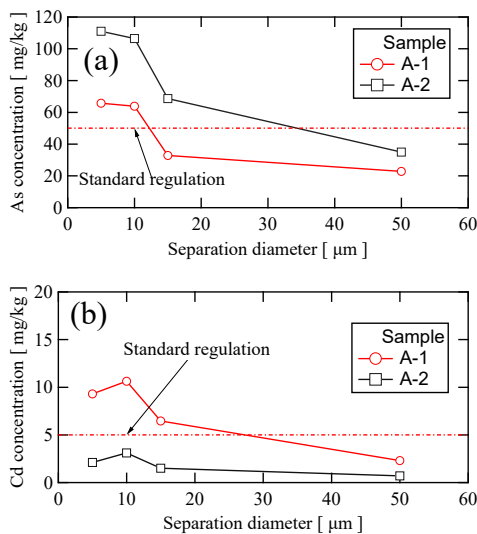 As concentration [ mg/kg ]
120
100
80
60
40
20
0
(a)
Sample
A-1
A-2
Standard regulation
0 10 20 30 40 50 60
Separation diameter [ μm ]
Cd concentration [ mg/kg ]
20
15
10
5
0
(b)
Standard regulation
Sample
A-1
A-2
0 10 20 30 40 50 60
Separation diameter [ μm ]